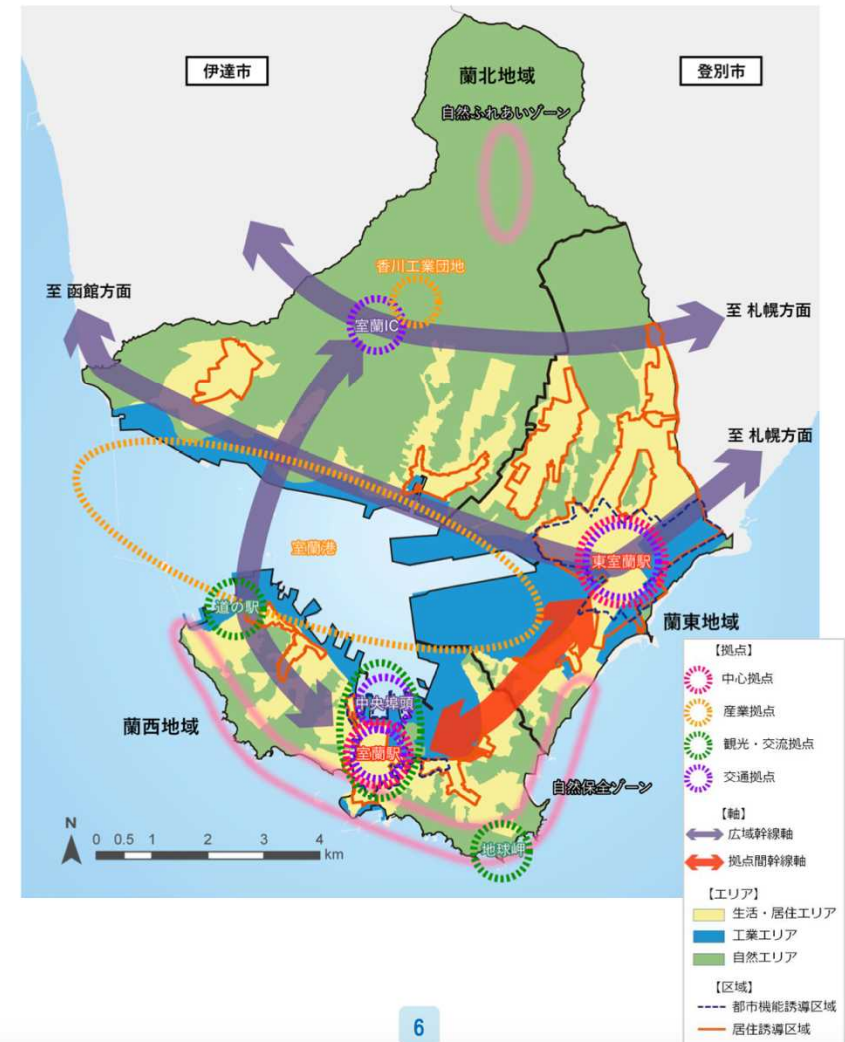 伊達市
蘭北地域
登別市
自然ふれあいゾーン
香川工業団地
至 函館方面
室蘭IC
至 札幌方面
至 札幌方面
室蘭港
東室蘭駅
道の駅
蘭東地域
中央埠頭
蘭西地域
室蘭駅
自然保全ゾーン
地球岬
N
0 0.5 1 2 3 4
km
【拠点】
中心拠点
産業拠点
観光・交流拠点
交通拠点
【軸】
広域幹線軸
拠点間幹線軸
【エリア】
生活・居住エリア
工業エリア
自然エリア
【区域】
都市機能誘導区域
居住誘導区域
6